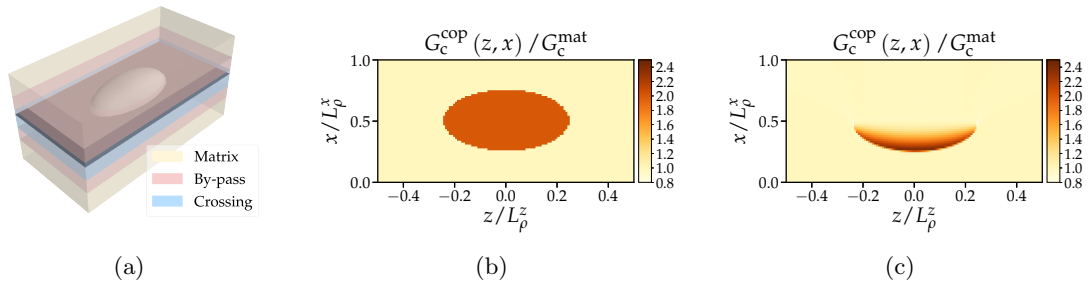 Matrix
By-pass
Crossing
(a)
G_c^cop (z, x) / G_c^mat
1.0
0.5
0.0
x/L_ρ^x
−0.4 −0.2 0.0 0.2 0.4
z/L_ρ^z
2.4
2.2
2.0
1.8
1.6
1.4
1.2
1.0
0.8
(b)
G_c^cop (z, x) / G_c^mat
1.0
0.5
0.0
x/L_ρ^x
−0.4 −0.2 0.0 0.2 0.4
z/L_ρ^z
2.4
2.2
2.0
1.8
1.6
1.4
1.2
1.0
0.8
(c)